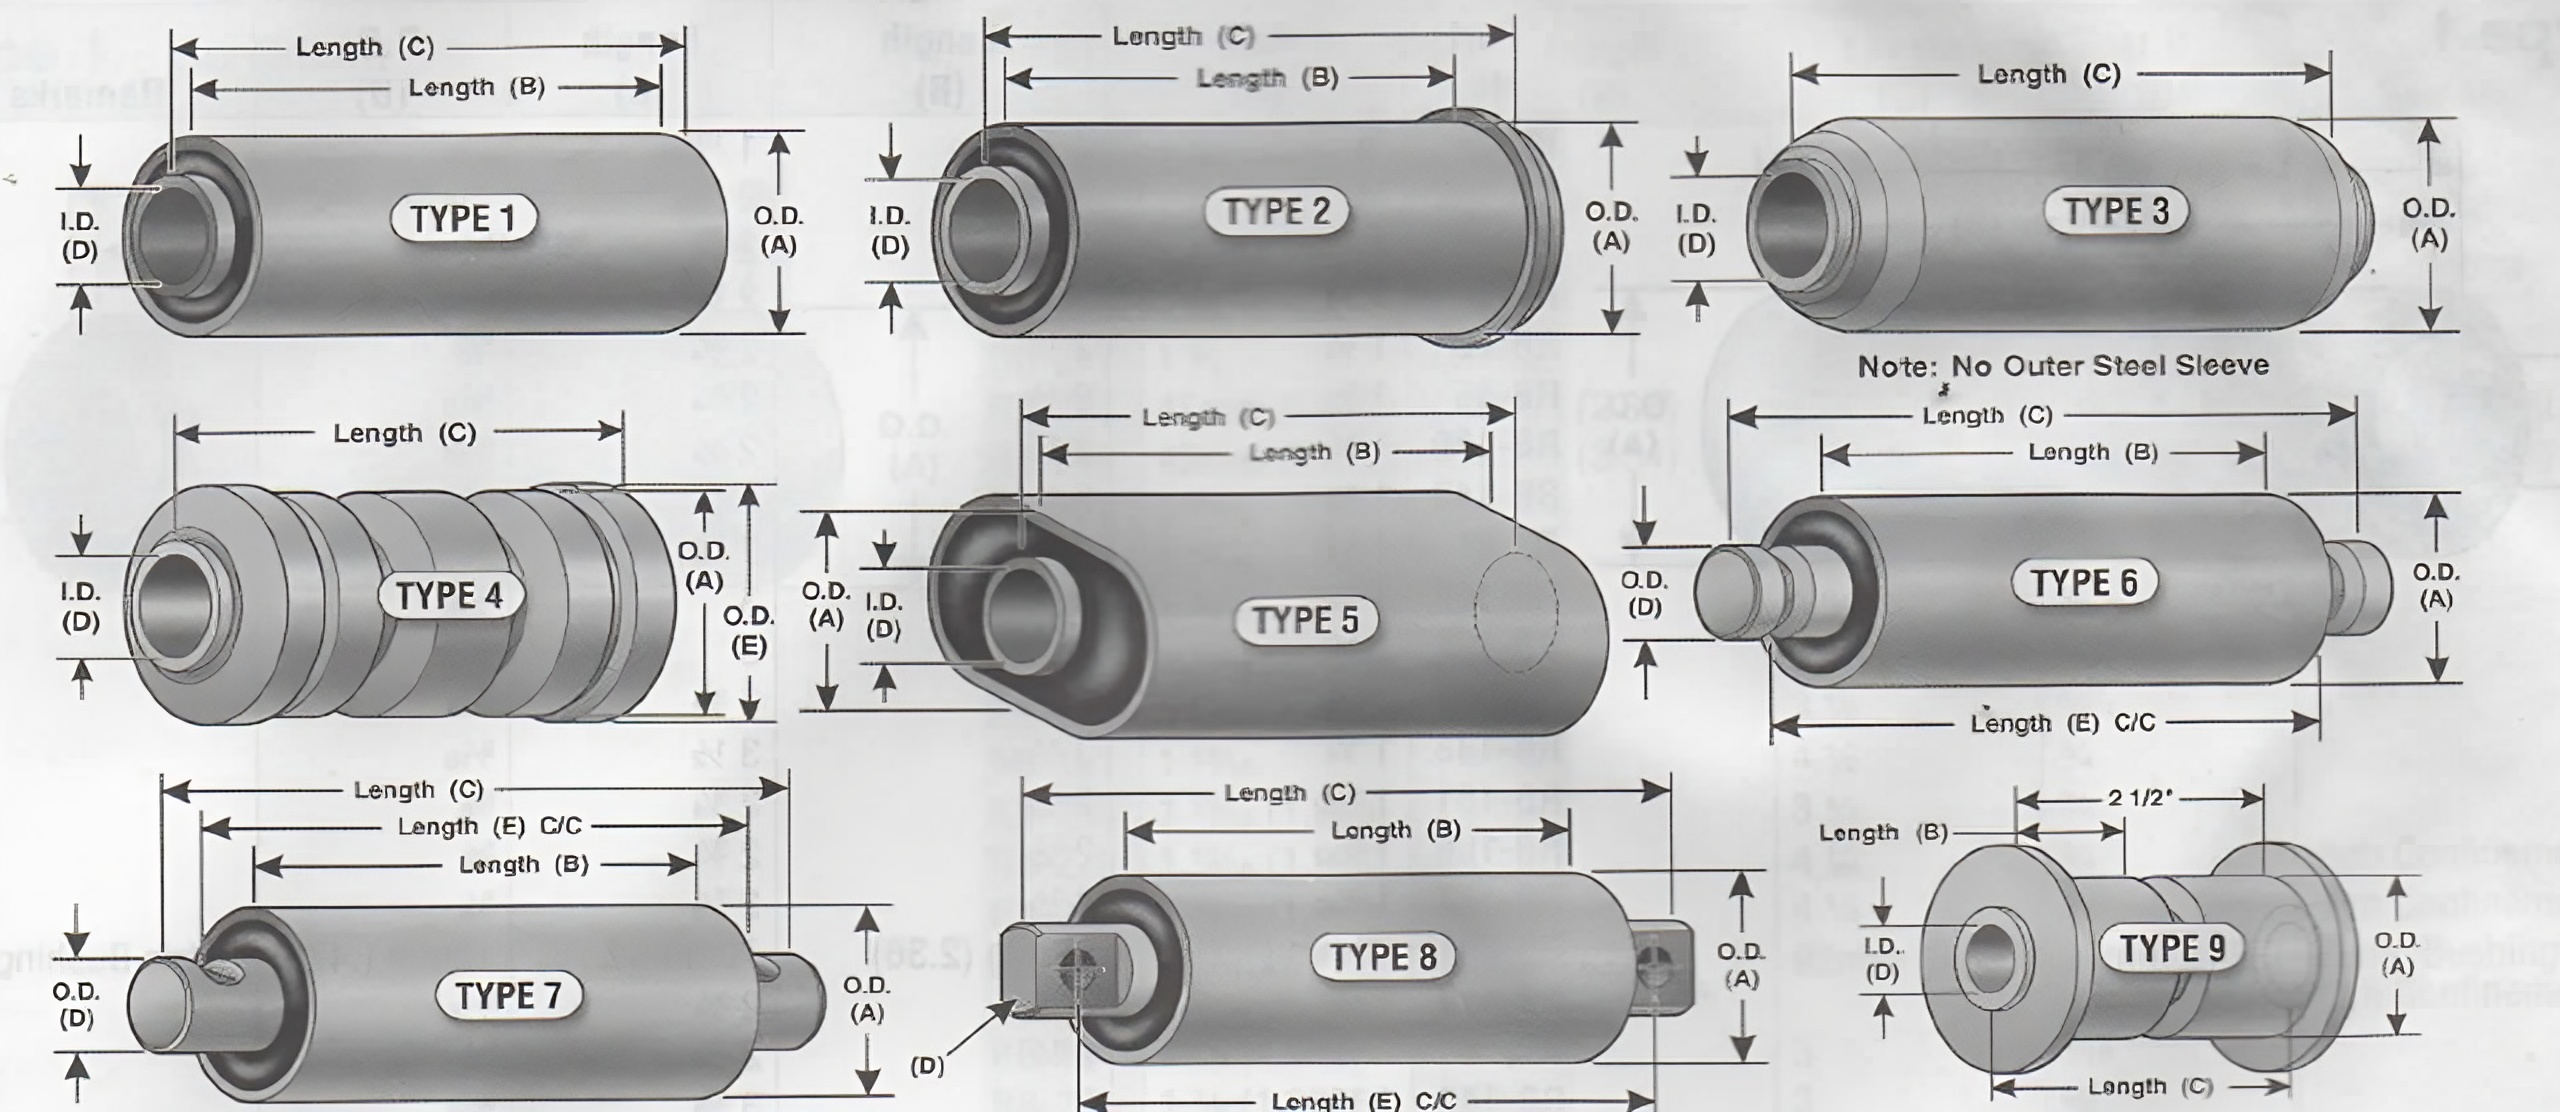 Length (C)
Length (B)
I.D.
(D)
TYPE 1
O.D.
(A)
Length (C)
Length (B)
I.D.
(D)
TYPE 2
O.D.
(A)
Length (C)
I.D.
(D)
TYPE 3
O.D.
(A)
Note: No Outer Steel Sleeve
Length (C)
I.D.
(D)
TYPE 4
O.D.
(A)
O.D.
(E)
Length (C)
Length (B)
O.D.
(A)
I.D.
(D)
TYPE 5
Length (C)
Length (B)
O.D.
(D)
TYPE 6
O.D.
(A)
Length (E) C/C
Length (C)
Length (E) C/C
Length (B)
O.D.
(D)
TYPE 7
O.D.
(A)
Length (C)
Length (B)
TYPE 8
O.D.
(A)
(D)
Length (E) C/C
2 1/2"
Length (B)
I.D.
(D)
TYPE 9
O.D.
(A)
Length (C)